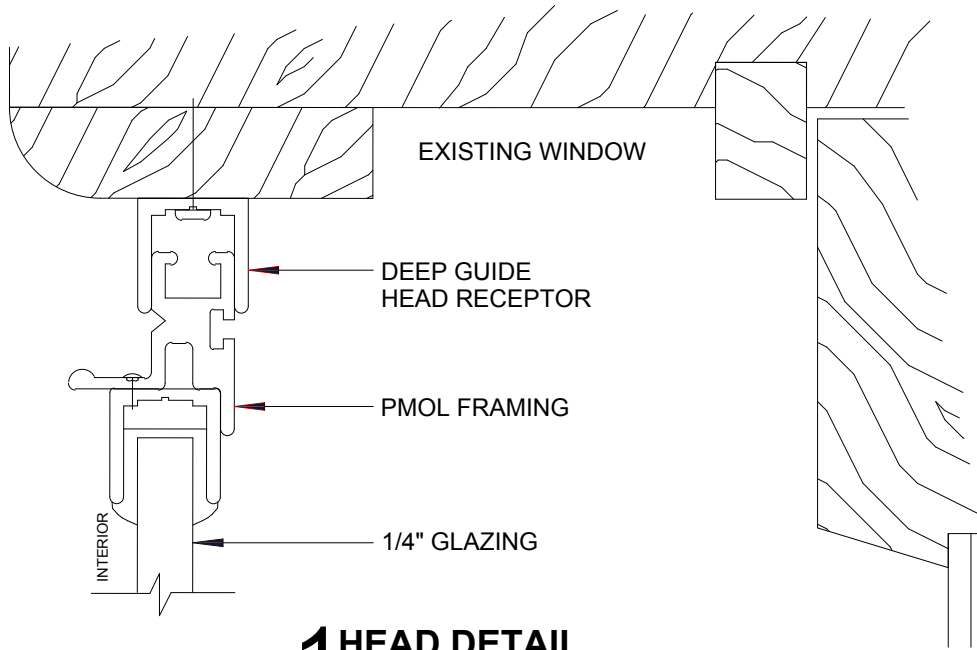 EXISTING WINDOW
DEEP GUIDE
HEAD RECEPTOR
PMOL FRAMING
1/4" GLAZING
INTERIOR
1 HEAD DETAIL